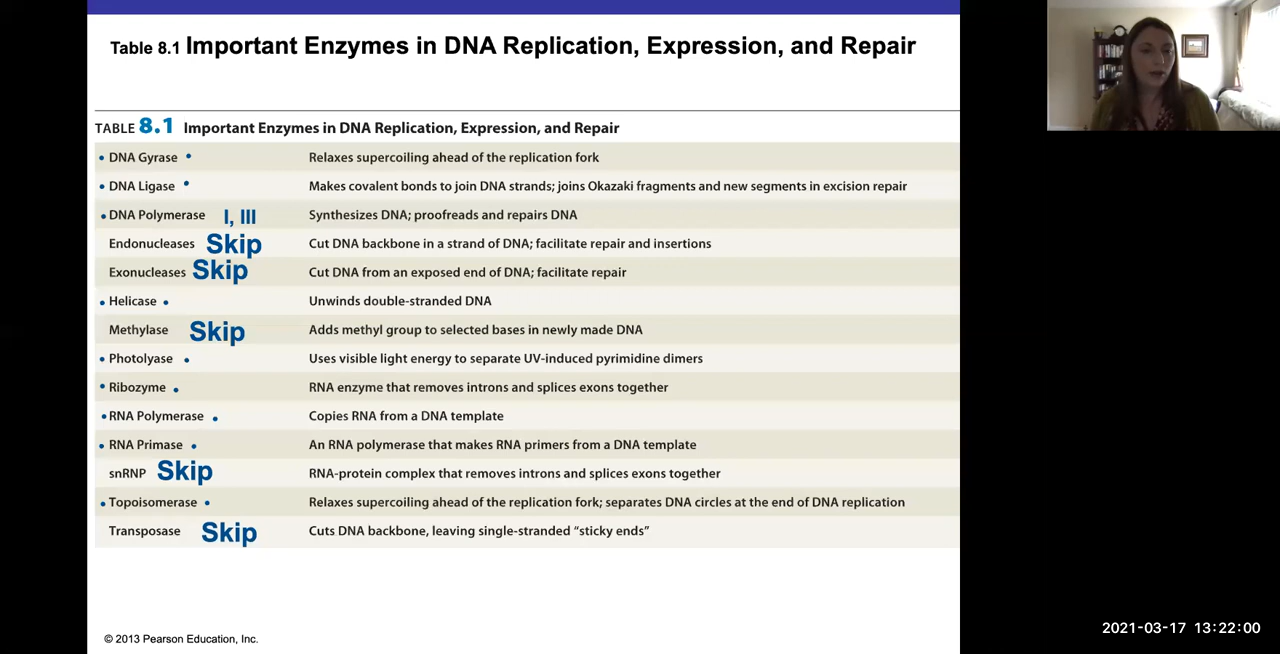 Table 8.1 Important Enzymes in DNA Replication, Expression, and Repair
TABLE 8.1 Important Enzymes in DNA Replication, Expression, and Repair
• DNA Gyrase • Relaxes supercoiling ahead of the replication fork
• DNA Ligase • Makes covalent bonds to join DNA strands; joins Okazaki fragments and new segments in excision repair
• DNA Polymerase I, III Synthesizes DNA; proofreads and repairs DNA
Endonucleases Skip Cut DNA backbone in a strand of DNA; facilitate repair and insertions
Exonucleases Skip Cut DNA from an exposed end of DNA; facilitate repair
• Helicase • Unwinds double-stranded DNA
Methylase Skip Adds methyl group to selected bases in newly made DNA
• Photolyase • Uses visible light energy to separate UV-induced pyrimidine dimers
• Ribozyme • RNA enzyme that removes introns and splices exons together
• RNA Polymerase • Copies RNA from a DNA template
• RNA Primase • An RNA polymerase that makes RNA primers from a DNA template
snRNP Skip RNA-protein complex that removes introns and splices exons together
• Topoisomerase • Relaxes supercoiling ahead of the replication fork; separates DNA circles at the end of DNA replication
Transposase Skip Cuts DNA backbone, leaving single-stranded “sticky ends”
© 2013 Pearson Education, Inc.
2021-03-17 13:22:00